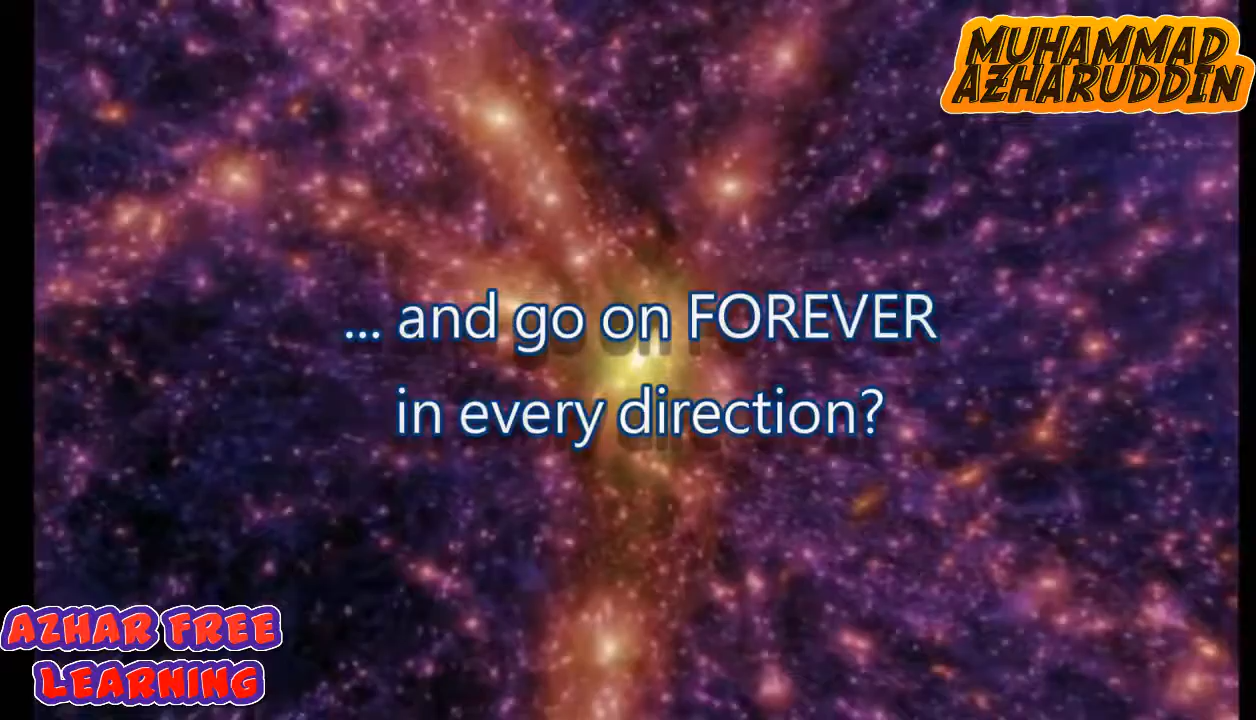 MUHAMMAD
AZHARUDDIN
... and go on FOREVER
in every direction?
AZHAR FREE
LEARNING